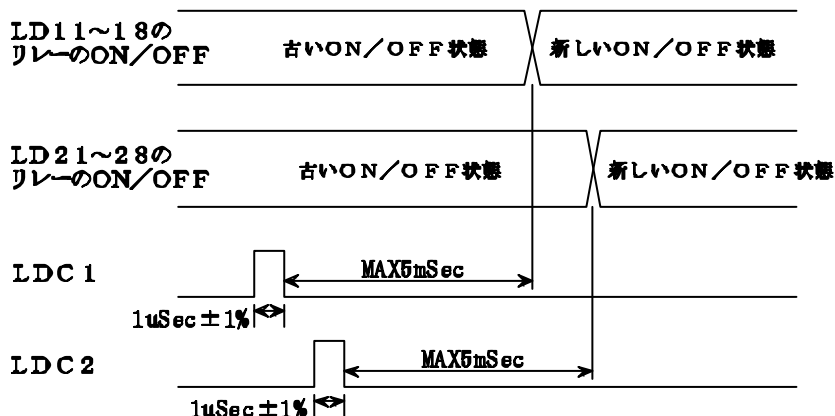 LD11~18の
リレーのON/OFF
古いON/OFF状態
新しいON/OFF状態
LD21~28の
リレーのON/OFF
古いON/OFF状態
新しいON/OFF状態
LDC1
MAX5mSec
1uSec±1%
LDC2
MAX5mSec
1uSec±1%